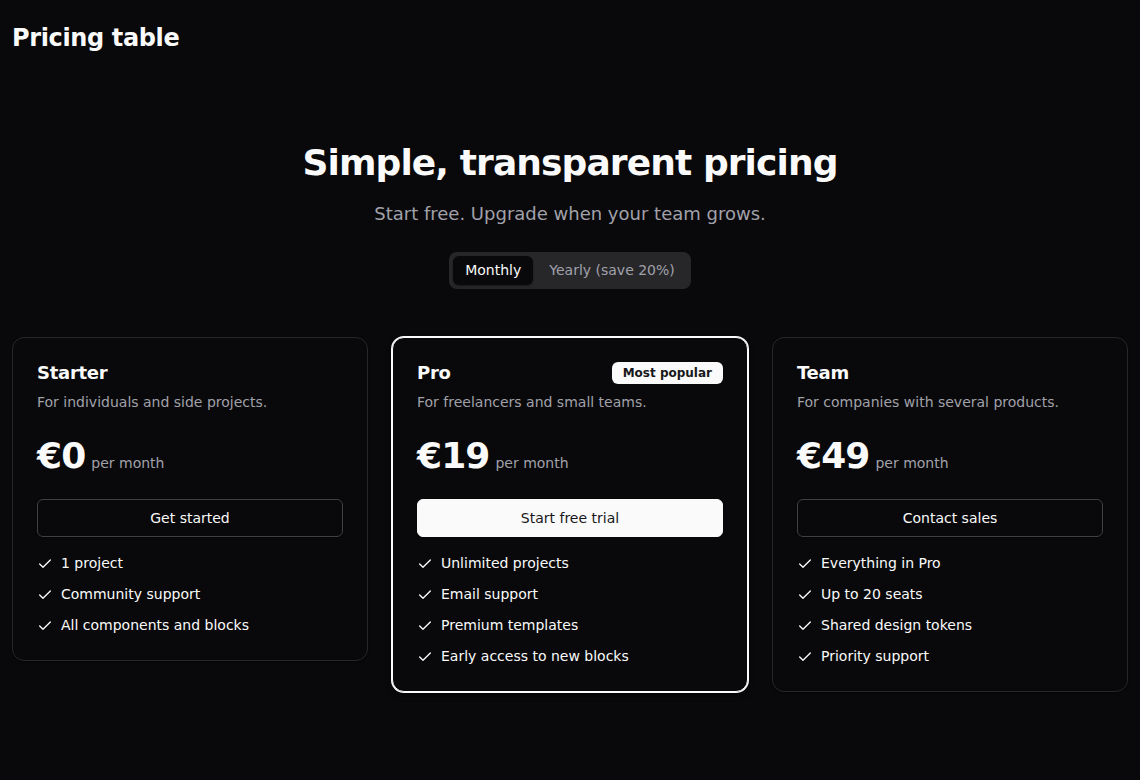 Pricing table
Simple, transparent pricing
Start free. Upgrade when your team grows.
Monthly Yearly (save 20%)
Starter
For individuals and side projects.
€0 per month
Get started
1 project
Community support
All components and blocks
Pro Most popular
For freelancers and small teams.
€19 per month
Start free trial
Unlimited projects
Email support
Premium templates
Early access to new blocks
Team
For companies with several products.
€49 per month
Contact sales
Everything in Pro
Up to 20 seats
Shared design tokens
Priority support